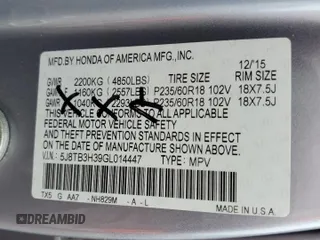 MFD.BY HONDA OF AMERICA MFG.,INC.
12/15
GVWR 2200KG (4850LBS) TIRE SIZE RIM SIZE
GAWR 1160KG (2557LBS) P235/60R18 102V 18X7.5J
GAWR 1040KG (2293LBS) P235/60R18 102V 18X7.5J
THIS VEHICLE CONFORMS TO ALL APPLICABLE
FEDERAL MOTOR VEHICLE SAFETY AND
THEFT PREVENTION STANDARDS IN EFFECT
ON THE DATE OF MANUFACTURE SHOWN ABOVE.
5J8TB3H39GL014447 TYPE: MPV
TX5 G AA7 - NH829M - A - L U.S.A.
DREAMBID